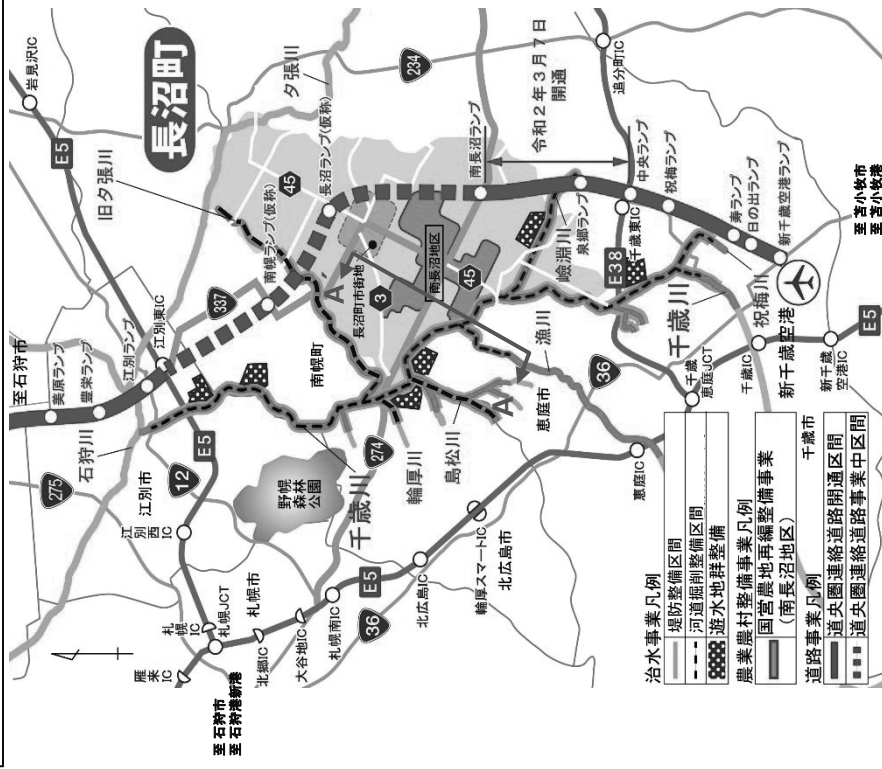 長沼町
岩見沢IC
E5
夕張川
旧夕張川
234
令和２年３月７日
開通
追分町IC
45
長沼ランプ(仮称)
南幌ランプ(仮称)
南長沼ランプ
中央ランプ
祝梅ランプ
泉郷ランプ
千歳東IC
寿ランプ
日の出ランプ
新千歳空港ランプ
至 苫小牧市
至 苫小牧港
337
A'
長沼町市街地
3
南長沼地区
45
嶮淵川
E38
千歳川
祝梅川
新千歳空港
至石狩市
美原ランプ
豊栄ランプ
江別ランプ
江別東IC
南幌町
漁川
36
千歳
恵庭JCT
千歳IC
新千歳
空港IC
E5
石狩川
275
江別市
12
E5
江別
西IC
野幌
森林
公園
千歳川
274
輪厚川
島松川
A
恵庭市
恵庭IC
札幌
IC
札幌JCT
雁来
IC
札幌市
北郷IC
大谷地IC
札幌南IC
E5
36
北広島IC
輪厚スマートIC
北広島市
千歳市
至 石狩市
至 石狩港新港
治水事業凡例
堤防整備区間
河道掘削整備区間
遊水地群整備
農業農村整備事業凡例
国営農地再編整備事業
(南長沼地区)
道路事業凡例
道央圏連絡道路開通区間
道央圏連絡道路事業中区間